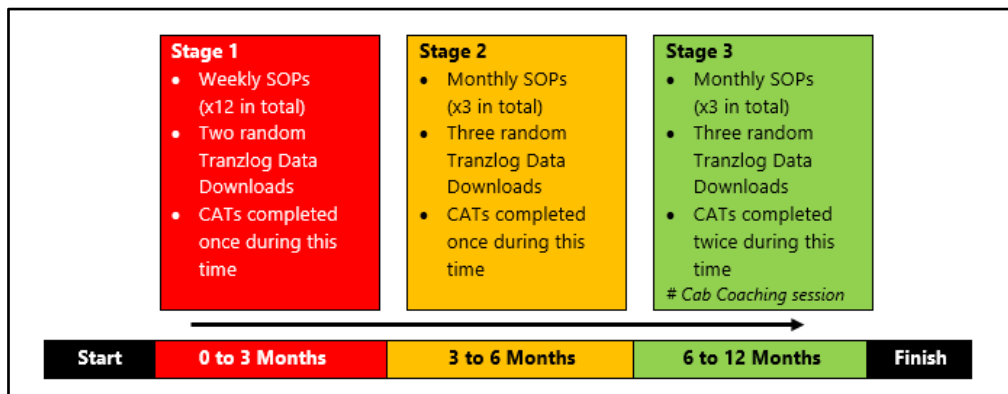 Stage 1
• Weekly SOPs
(x12 in total)
• Two random
Tranzlog Data
Downloads
• CATs completed
once during this
time
Stage 2
• Monthly SOPs
(x3 in total)
• Three random
Tranzlog Data
Downloads
• CATs completed
once during this
time
Stage 3
• Monthly SOPs
(x3 in total)
• Three random
Tranzlog Data
Downloads
• CATs completed
twice during this
time
# Cab Coaching session
Start
0 to 3 Months
3 to 6 Months
6 to 12 Months
Finish